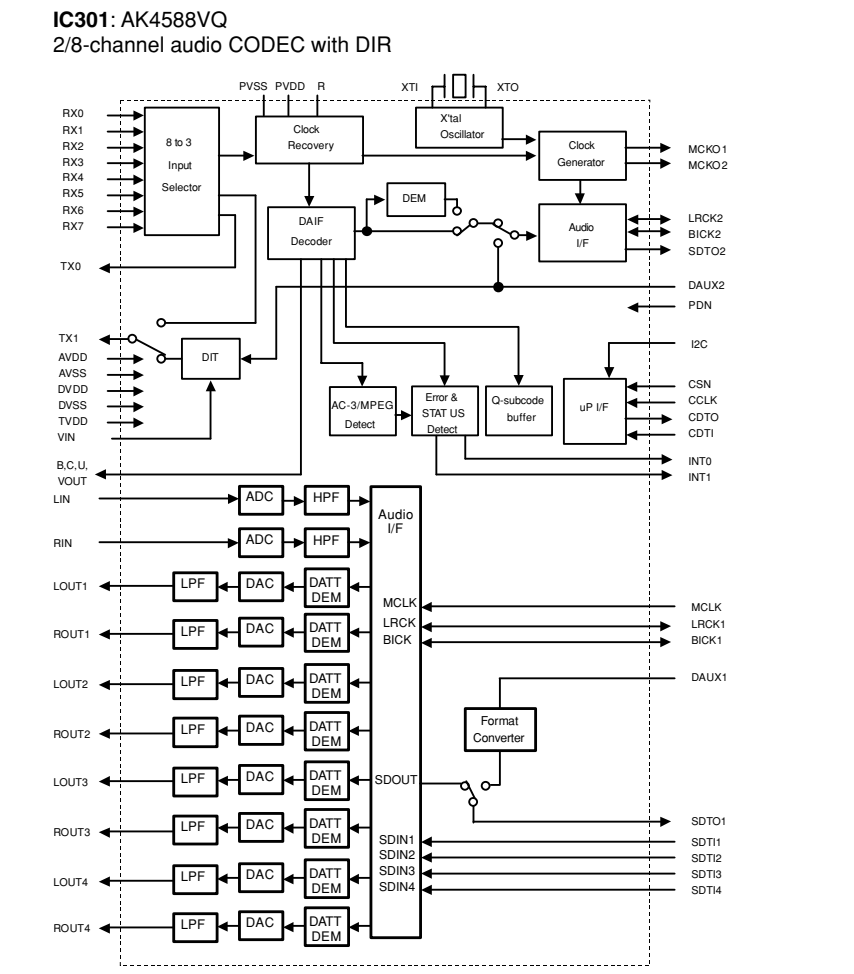 IC301: AK4588VQ
2/8-channel audio CODEC with DIR
PVSS PVDD R XTI XTO
RX0
RX1
RX2
RX3
RX4
RX5
RX6
RX7
TX0
8 to 3
Input
Selector
Clock
Recovery
X'tal
Oscillator
Clock
Generator
MCKO1
MCKO2
DEM
DAIF
Decoder
Audio
I/F
LRCK2
BICK2
SDTO2
DAUX2
PDN
I2C
TX1
AVDD
AVSS
DVDD
DVSS
TVDD
VIN
DIT
AC-3/MPEG
Detect
Error &
STAT US
Detect
Q-subcode
buffer
uP I/F
CSN
CCLK
CDTO
CDTI
INT0
INT1
B,C,U,
VOUT
LIN
ADC HPF
Audio
I/F
RIN
ADC HPF
LOUT1 LPF DAC DATT
DEM
MCLK MCLK
LRCK LRCK1
ROUT1 LPF DAC DATT
DEM
BICK BICK1
LOUT2 LPF DAC DATT
DEM
DAUX1
Format
Converter
ROUT2 LPF DAC DATT
DEM
LOUT3 LPF DAC DATT
DEM
SDOUT
SDTO1
ROUT3 LPF DAC DATT
DEM
SDIN1 SDTI1
SDIN2 SDTI2
SDIN3 SDTI3
SDIN4 SDTI4
LOUT4 LPF DAC DATT
DEM
ROUT4 LPF DAC DATT
DEM